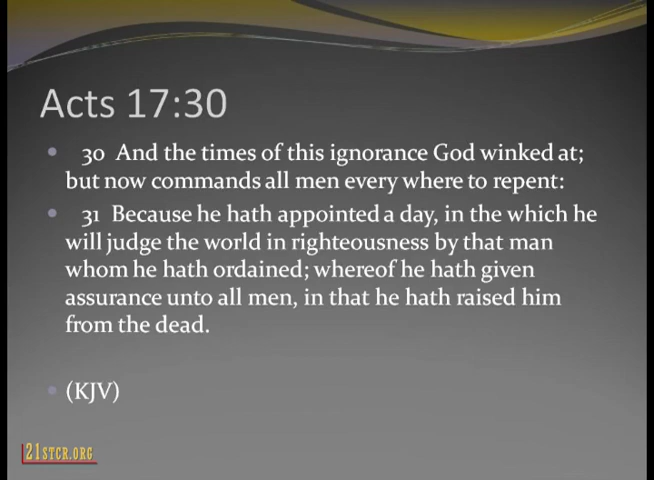 Acts 17:30
• 30 And the times of this ignorance God winked at;
but now commands all men every where to repent:
• 31 Because he hath appointed a day, in the which he
will judge the world in righteousness by that man
whom he hath ordained; whereof he hath given
assurance unto all men, in that he hath raised him
from the dead.
• (KJV)
21STCR.ORG